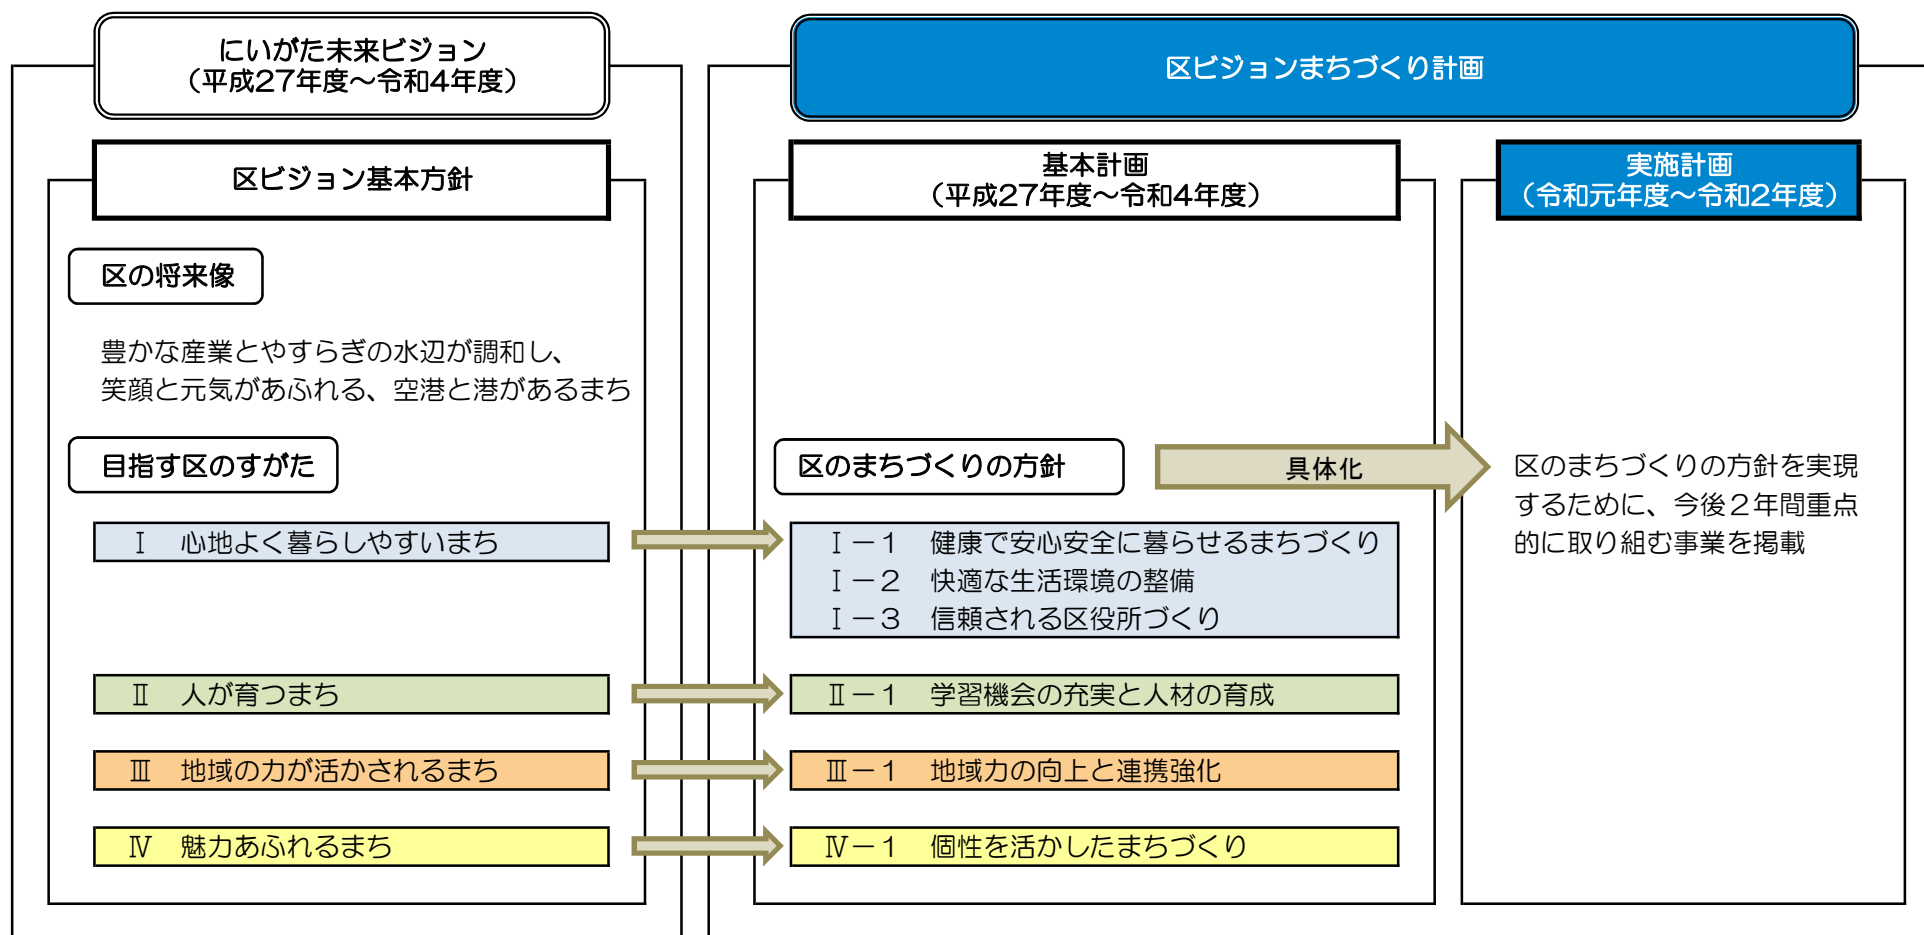 にいがた未来ビジョン
（平成27年度～令和4年度）
区ビジョンまちづくり計画
区ビジョン基本方針
基本計画
（平成27年度～令和4年度）
実施計画
（令和元年度～令和2年度）
区の将来像
豊かな産業とやすらぎの水辺が調和し、
笑顔と元気があふれる、空港と港があるまち
目指す区のすがた
区のまちづくりの方針
具体化
区のまちづくりの方針を実現
するために、今後２年間重点
的に取り組む事業を掲載
Ⅰ　心地よく暮らしやすいまち
Ⅰ－１　健康で安心安全に暮らせるまちづくり
Ⅰ－２　快適な生活環境の整備
Ⅰ－３　信頼される区役所づくり
Ⅱ　人が育つまち
Ⅱ－１　学習機会の充実と人材の育成
Ⅲ　地域の力が活かされるまち
Ⅲ－１　地域力の向上と連携強化
Ⅳ　魅力あふれるまち
Ⅳ－１　個性を活かしたまちづくり